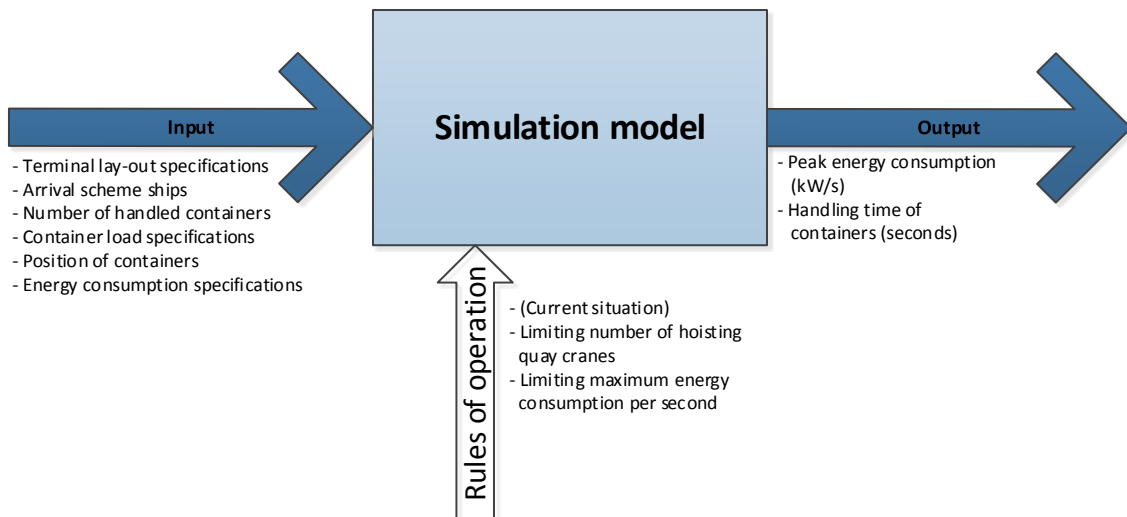 Input
- Terminal lay-out specifications
- Arrival scheme ships
- Number of handled containers
- Container load specifications
- Position of containers
- Energy consumption specifications
Simulation model
Rules of operation
- (Current situation)
- Limiting number of hoisting
quay cranes
- Limiting maximum energy
consumption per second
Output
- Peak energy consumption
(kW/s)
- Handling time of
containers (seconds)